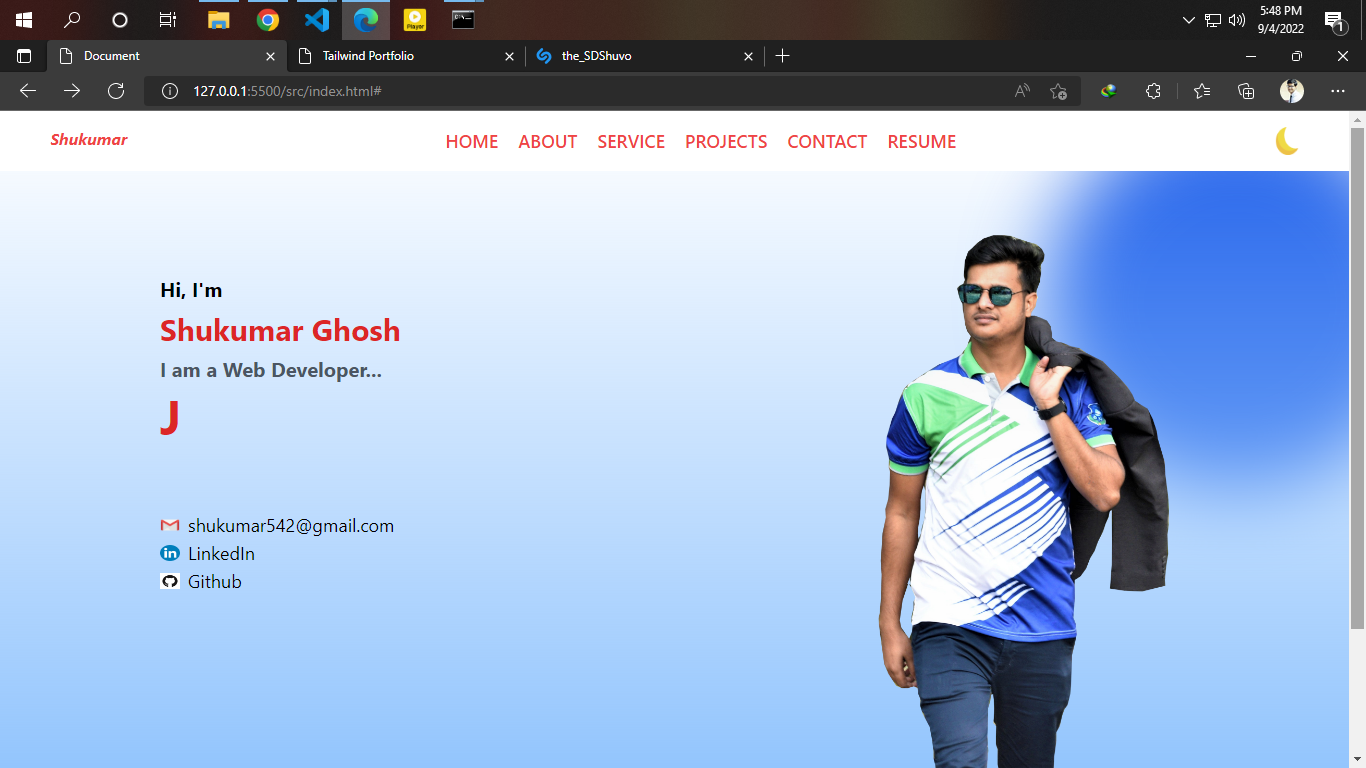 5:48 PM
9/4/2022
1
Player
Document
Tailwind Portfolio
the_SDShuvo
127.0.0.1:5500/src/index.html#
Shukumar
HOME ABOUT SERVICE PROJECTS CONTACT RESUME
Hi, I'm
Shukumar Ghosh
I am a Web Developer...
J
shukumar542@gmail.com
LinkedIn
Github